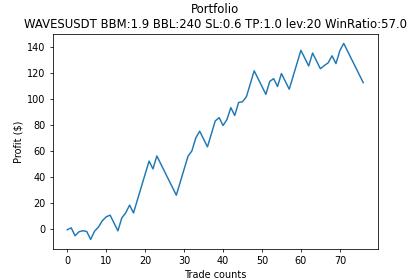 Portfolio
WAVESUSDT BBM:1.9 BBL:240 SL:0.6 TP:1.0 lev:20 WinRatio:57.0
140
120
100
80
60
40
20
0
Profit ($)
0 10 20 30 40 50 60 70
Trade counts